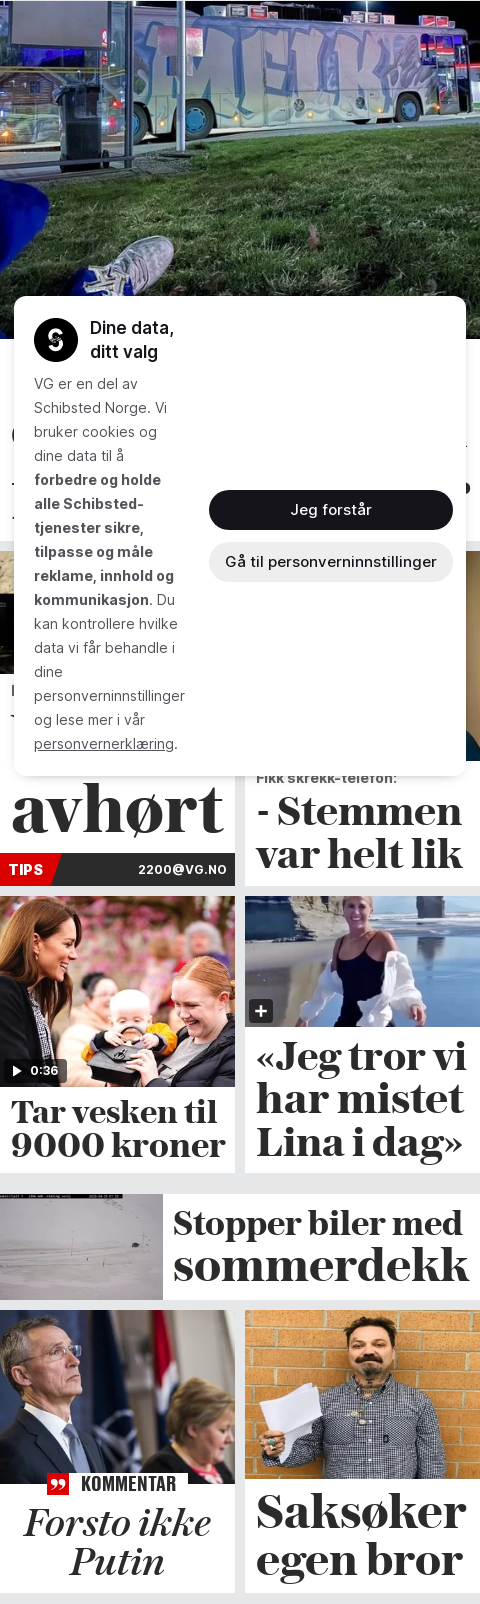 MELK
Dine data,
ditt valg
VG er en del av
Schibsted Norge. Vi
bruker cookies og
dine data til å
forbedre og holde
alle Schibsted-
tjenester sikre,
tilpasse og måle
reklame, innhold og
kommunikasjon. Du
kan kontrollere hvilke
data vi får behandle i
dine
personverninnstillinger
og lese mer i vår
personvernerklæring.
Jeg forstår
Gå til personverninnstillinger
avhørt
TIPS
2200@VG.NO
Fikk skrekk-telefon:
- Stemmen
var helt lik
0:36
Tar vesken til
9000 kroner
«Jeg tror vi
har mistet
Lina i dag»
Stopper biler med
sommerdekk
KOMMENTAR
Forsto ikke
Putin
Saksøker
egen bror